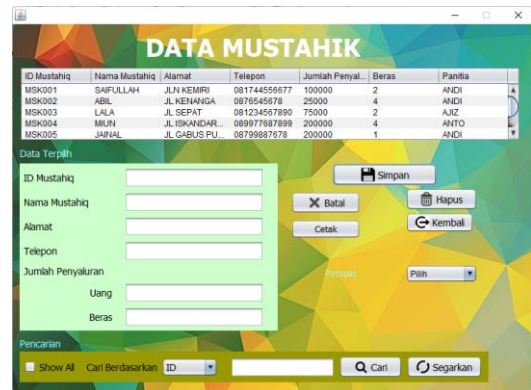 DATA MUSTAHIK
ID Mustahiq Nama Mustahiq Alamat Telepon Jumlah Penyal... Beras Panitia
MSK001 SAIFULLAH JLN KEMIRI 081744556677 100000 2 ANDI
MSK002 ABIL JL KENANGA 0876545678 25000 4 ANDI
MSK003 LALA JL SEPAT 081234567890 75000 2 AJIZ
MSK004 MIUN JL ISKANDAR... 089977687899 200000 4 ANTO
MSK005 JAINAL JL GABUS PU... 08799887678 200000 1 ANDI
Data Terpilih
ID Mustahiq
Nama Mustahiq
Alamat
Telepon
Jumlah Penyaluran
Uang
Beras
Simpan
Batal Hapus
Cetak Kembali
Petugas Pilih
Pencarian
Show All Cari Berdasarkan ID Cari Segarkan